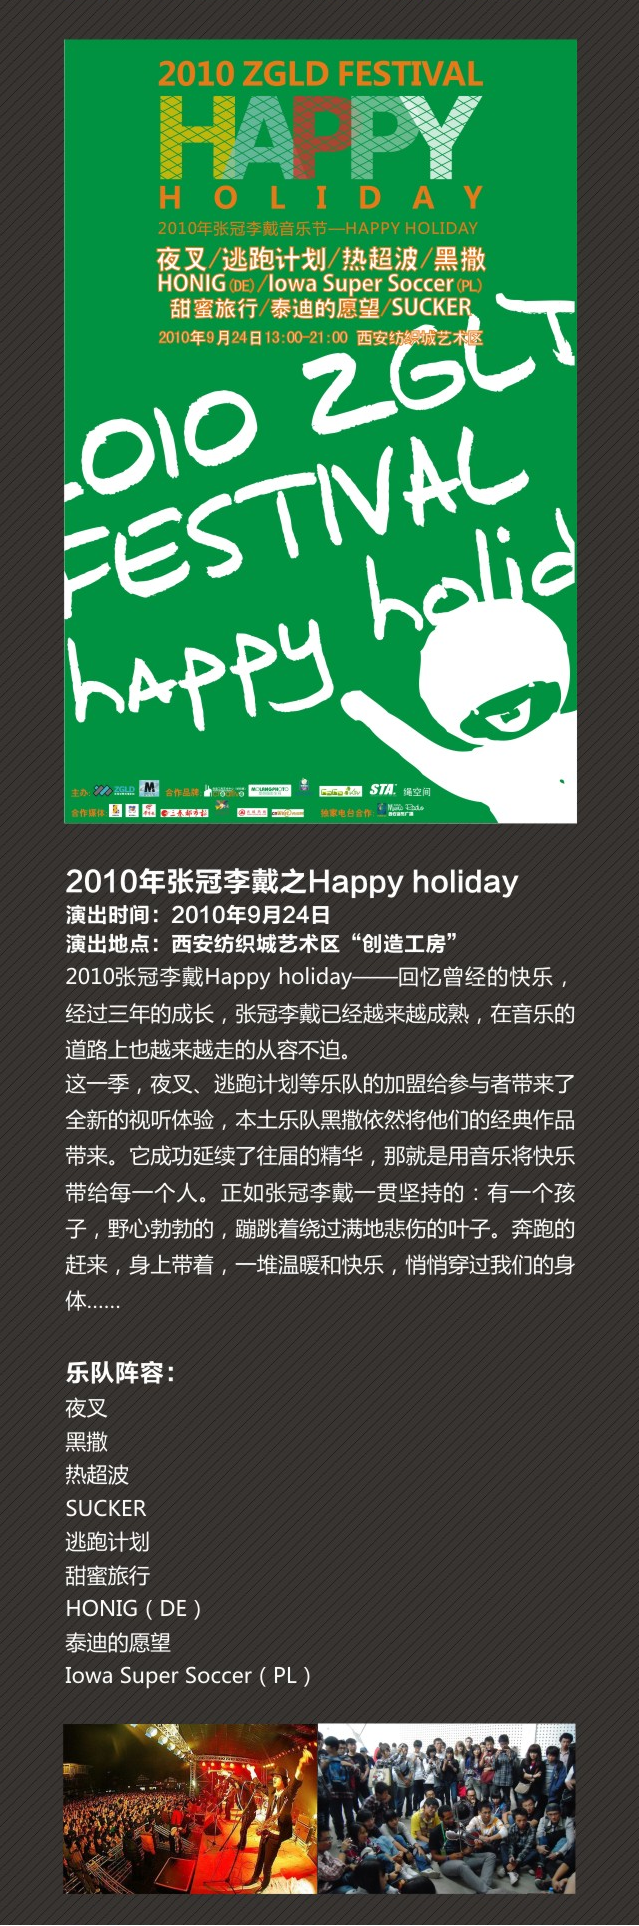 2010 ZGLD FESTIVAL
HAPPY
HOLIDAY
2010年张冠李戴音乐节—HAPPY HOLIDAY
夜叉/逃跑计划/热超波/黑撒
HONIG(DE)/Iowa Super Soccer(PL)
甜蜜旅行/泰迪的愿望/SUCKER
2010年9月24日13:00-21:00 西安纺织城艺术区
2010 ZGLT
FESTIVAL
happy holid
主办: ZGLD M 合作品牌: MOLANGPHOTO STA 绳空间
合作媒体: 三秦都市报 独家电台合作: Music Radio
2010年张冠李戴之Happy holiday
演出时间：2010年9月24日
演出地点：西安纺织城艺术区“创造工房”
2010张冠李戴Happy holiday——回忆曾经的快乐，
经过三年的成长，张冠李戴已经越来越成熟，在音乐的
道路上也越来越走的从容不迫。
这一季，夜叉、逃跑计划等乐队的加盟给参与者带来了
全新的视听体验，本土乐队黑撒依然将他们的经典作品
带来。它成功延续了往届的精华，那就是用音乐将快乐
带给每一个人。正如张冠李戴一贯坚持的：有一个孩
子，野心勃勃的，蹦跳着绕过满地悲伤的叶子。奔跑的
赶来，身上带着，一堆温暖和快乐，悄悄穿过我们的身
体……
乐队阵容：
夜叉
黑撒
热超波
SUCKER
逃跑计划
甜蜜旅行
HONIG（DE）
泰迪的愿望
Iowa Super Soccer（PL）